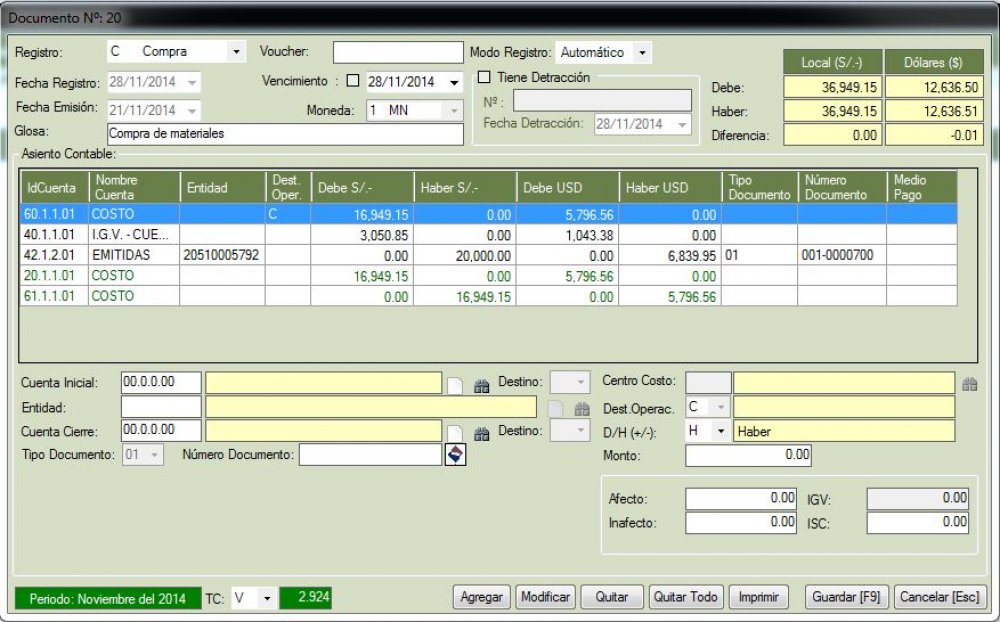 Documento Nº: 20
Registro: C Compra Voucher: Modo Registro: Automático
Local (S/.-) Dólares ($)
Fecha Registro: 28/11/2014 Vencimiento : 28/11/2014 Tiene Detracción
Debe: 36,949.15 12,636.50
Nº :
Fecha Emisión: 21/11/2014 Moneda: 1 MN
Haber: 36,949.15 12,636.51
Fecha Detracción: 28/11/2014
Glosa: Compra de materiales
Diferencia: 0.00 -0.01
Asiento Contable:
IdCuenta Nombre Cuenta Entidad Dest. Oper. Debe S/.- Haber S/.- Debe USD Haber USD Tipo Documento Número Documento Medio Pago
60.1.1.01 COSTO C 16,949.15 0.00 5,796.56 0.00
40.1.1.01 I.G.V. - CUE... 3,050.85 0.00 1,043.38 0.00
42.1.2.01 EMITIDAS 20510005792 0.00 20,000.00 0.00 6,839.95 01 001-0000700
20.1.1.01 COSTO 16,949.15 0.00 5,796.56 0.00
61.1.1.01 COSTO 0.00 16,949.15 0.00 5,796.56
Cuenta Inicial: 00.0.0.00 Destino: Centro Costo:
Entidad: Dest.Operac. C
Cuenta Cierre: 00.0.0.00 Destino: D/H (+/-): H Haber
Tipo Documento: 01 Número Documento: Monto: 0.00
Afecto: 0.00 IGV: 0.00
Inafecto: 0.00 ISC: 0.00
Periodo: Noviembre del 2014 TC: V 2.924 Agregar Modificar Quitar Quitar Todo Imprimir Guardar [F9] Cancelar [Esc]